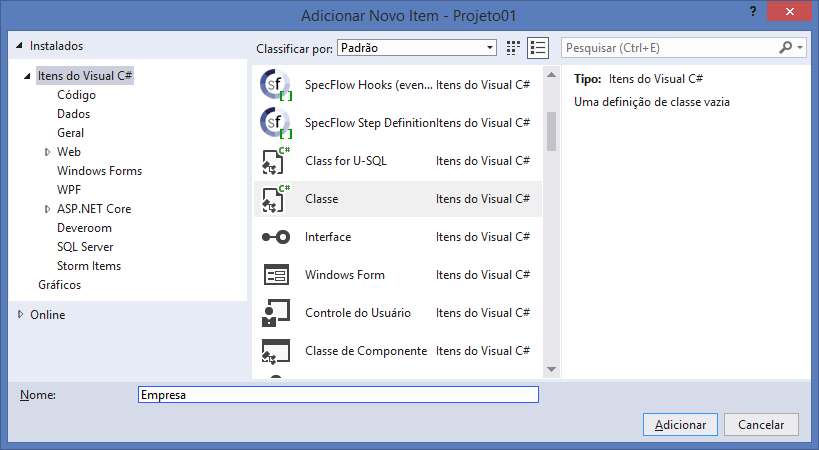 Adicionar Novo Item - Projeto01
?
Instalados
Classificar por: Padrão
Pesquisar (Ctrl+E)
Itens do Visual C#
Código
Dados
Geral
Web
Windows Forms
WPF
ASP.NET Core
Deveroom
SQL Server
Storm Items
Gráficos
Online
sf [] SpecFlow Hooks (even... Itens do Visual C#
sf [] SpecFlow Step Definition Itens do Visual C#
C# Class for U-SQL Itens do Visual C#
C# Classe Itens do Visual C#
Interface Itens do Visual C#
Windows Form Itens do Visual C#
Controle do Usuário Itens do Visual C#
Classe de Componente Itens do Visual C#
Tipo: Itens do Visual C#
Uma definição de classe vazia
Nome: Empresa
Adicionar Cancelar